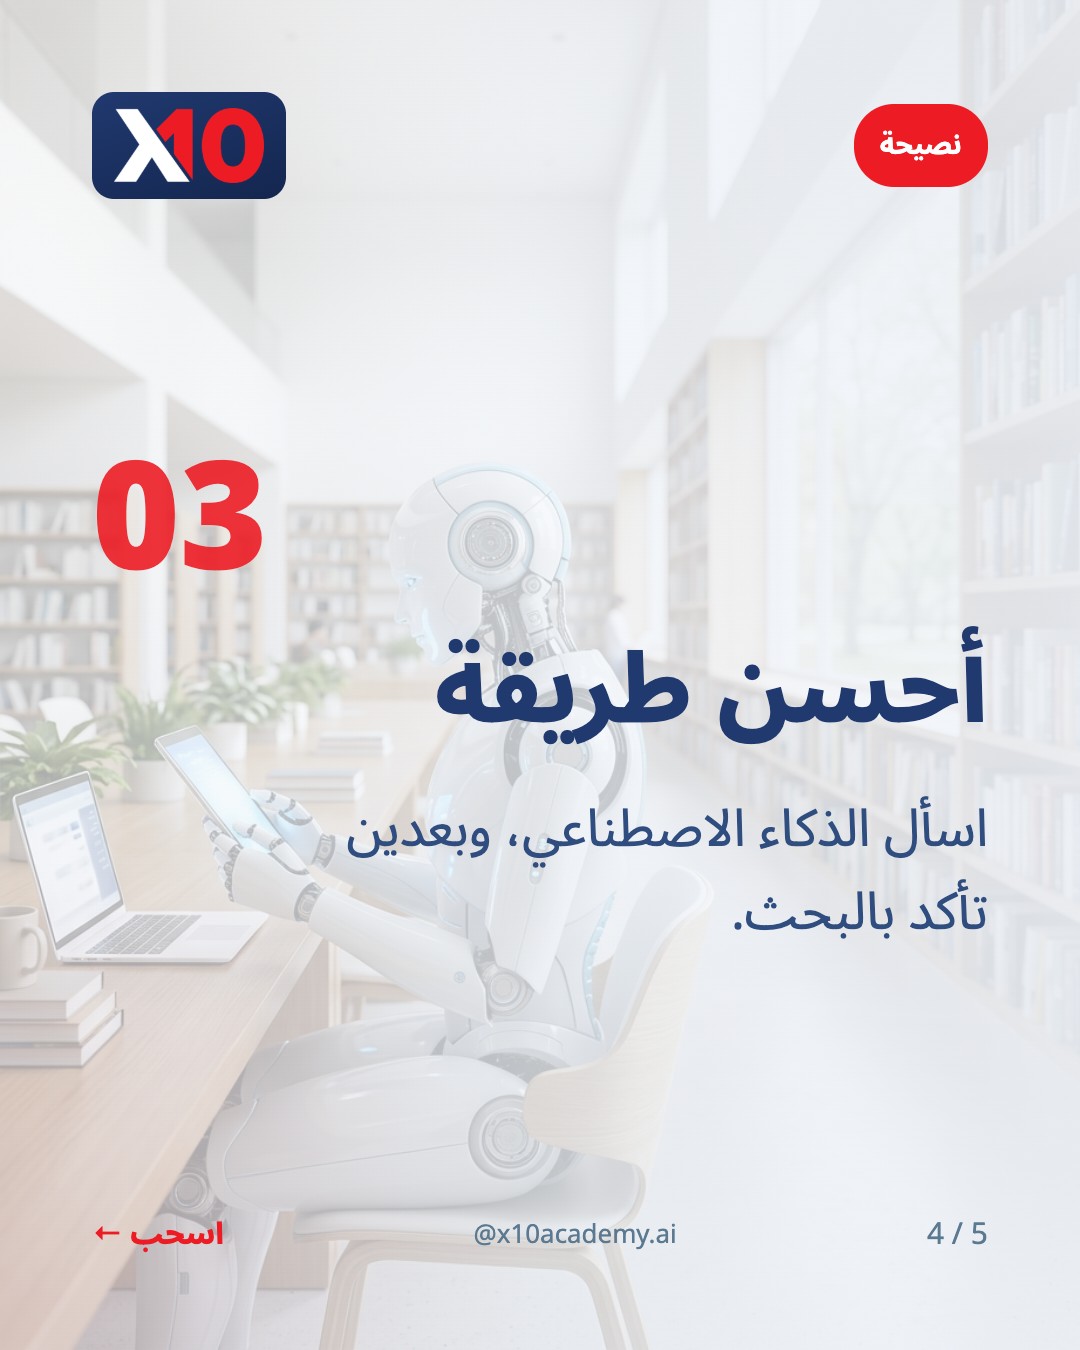 X10
نصيحة
03
أحسن طريقة
اسأل الذكاء الاصطناعي، وبعدين
تأكد بالبحث.
اسحب ←
@x10academy.ai
4 / 5